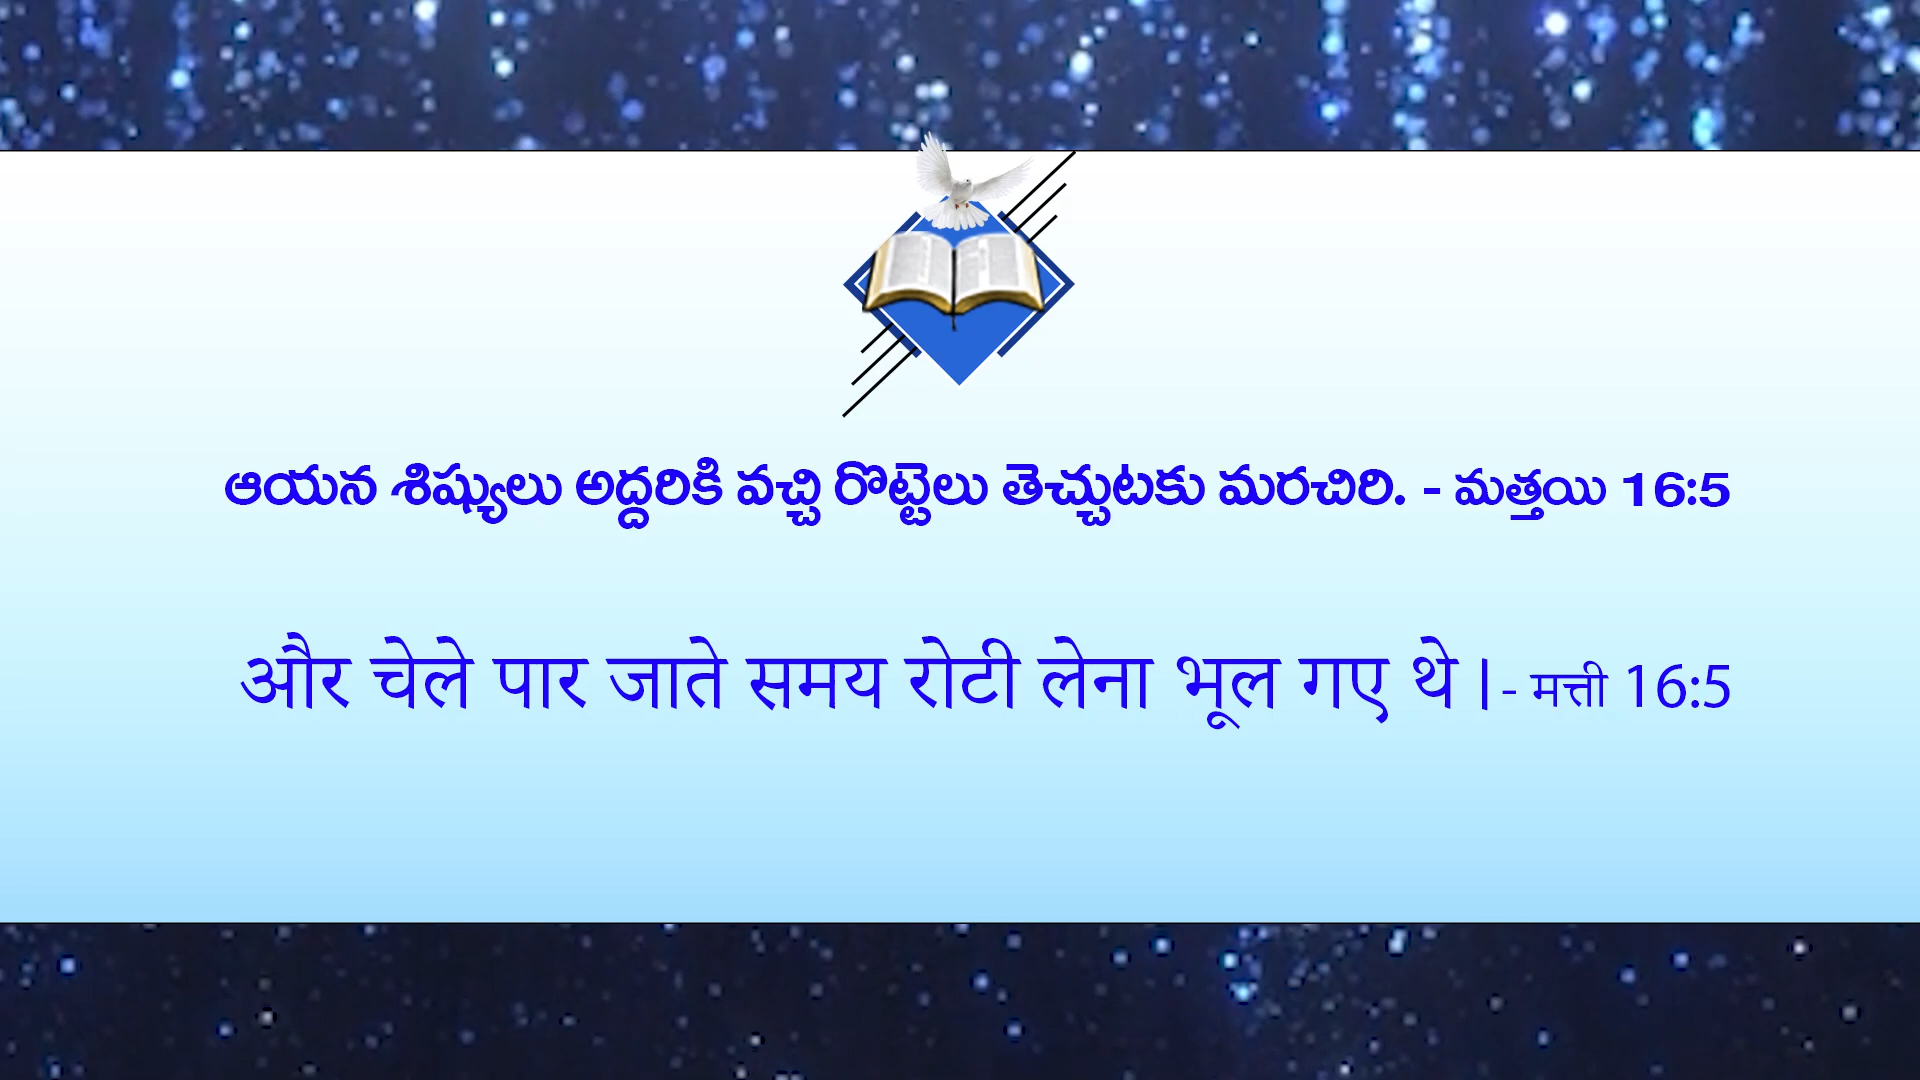 ఆయన శిష్యులు అద్దరికి వచ్చి రొట్టెలు తెచ్చుటకు మరచిరి. - మత్తయి 16:5
और चेले पार जाते समय रोटी लेना भूल गए थे | - मत्ती 16:5